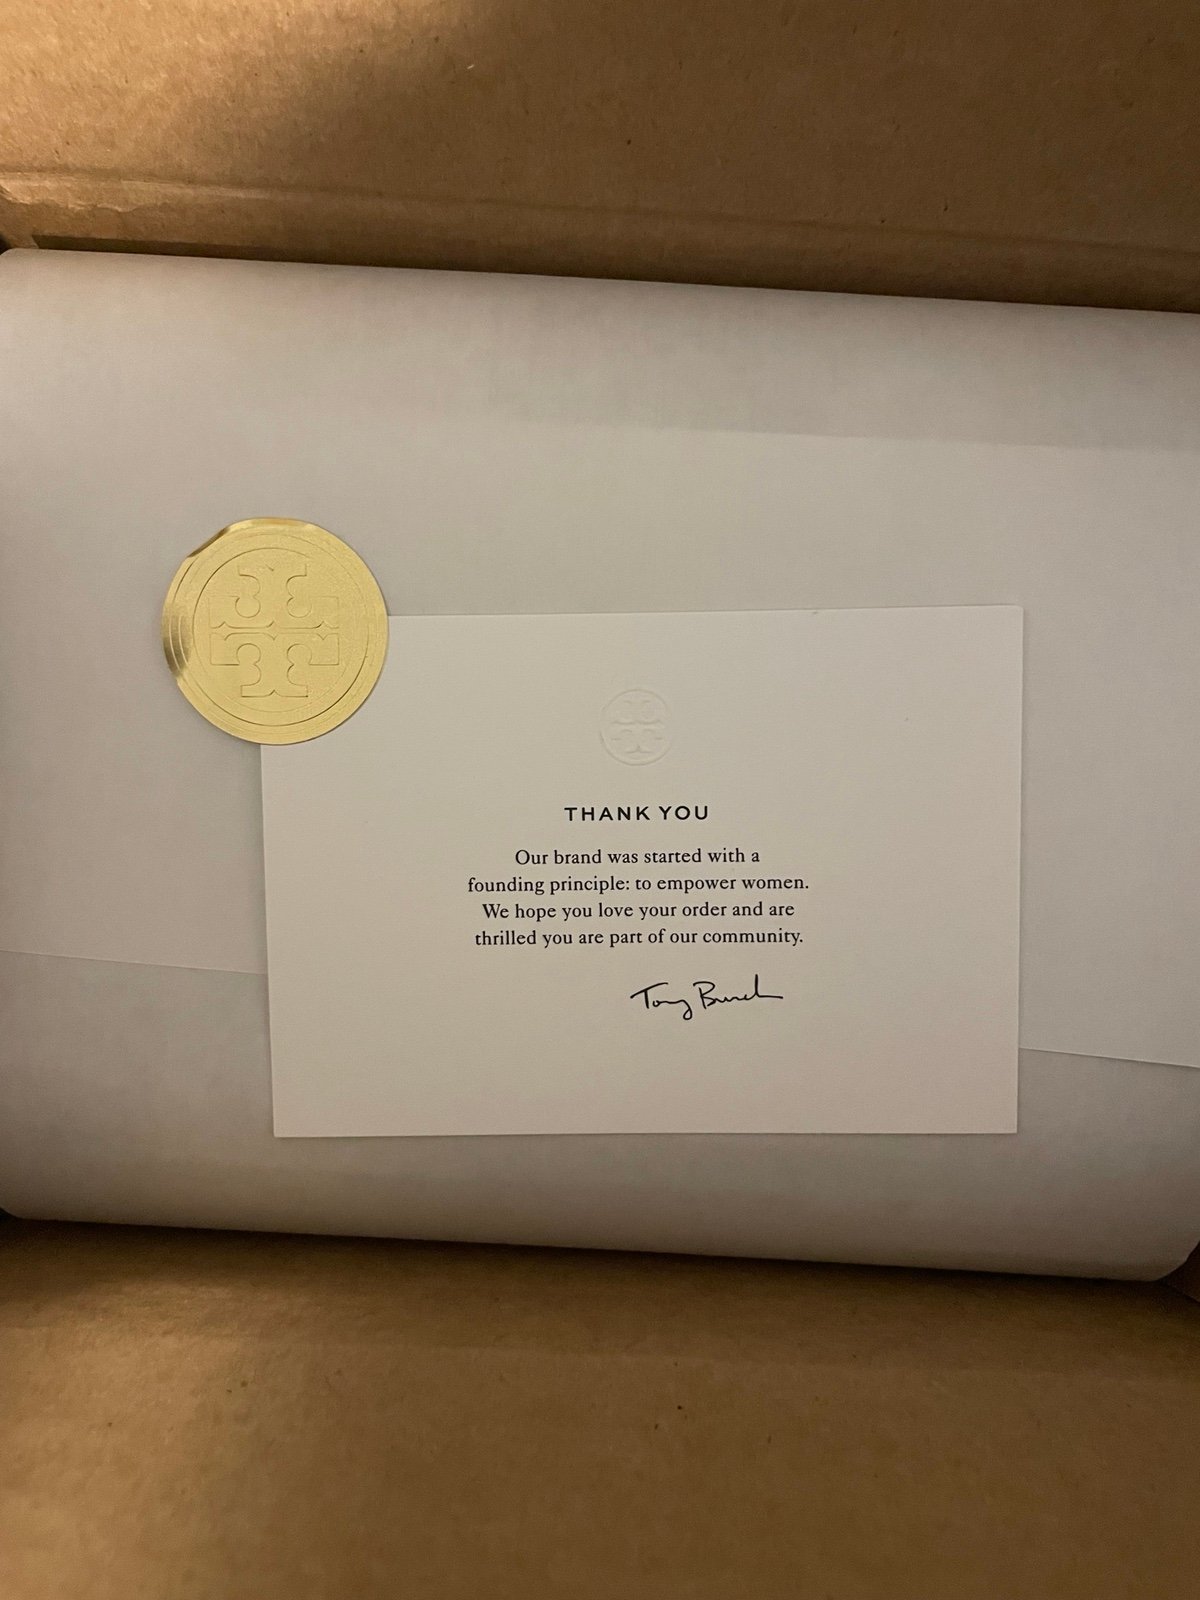 THANK YOU
Our brand was started with a
founding principle: to empower women.
We hope you love your order and are
thrilled you are part of our community.
Tory Burch